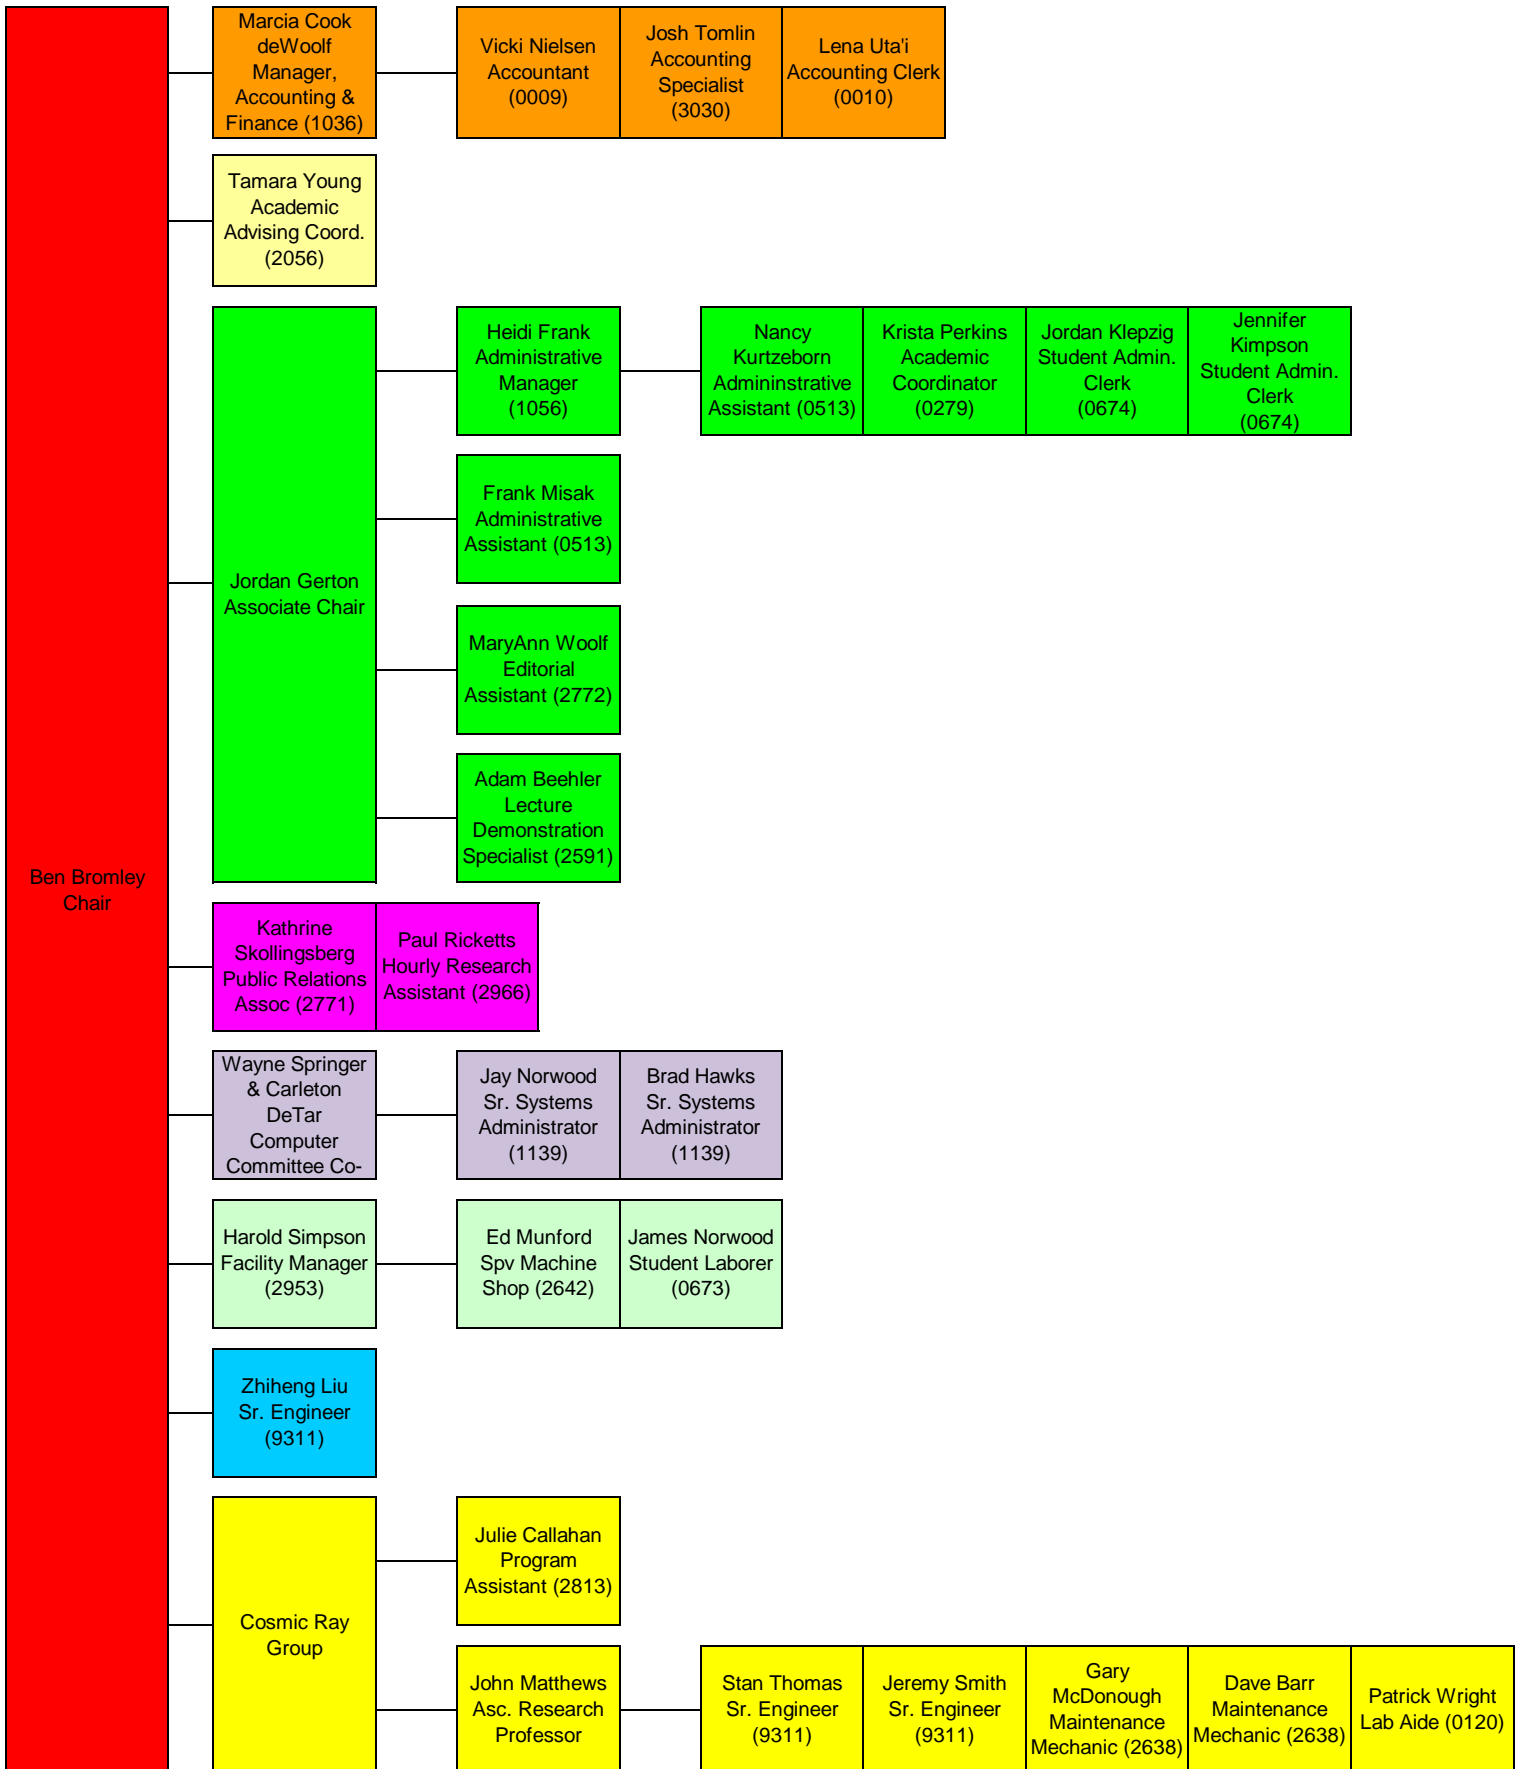 Marcia Cook
deWoolf
Manager,
Accounting &
Finance (1036)
Vicki Nielsen
Accountant
(0009)
Josh Tomlin
Accounting
Specialist
(3030)
Lena Uta'i
Accounting Clerk
(0010)
Tamara Young
Academic
Advising Coord.
(2056)
Heidi Frank
Administrative
Manager
(1056)
Nancy
Kurtzeborn
Admininstrative
Assistant (0513)
Krista Perkins
Academic
Coordinator
(0279)
Jordan Klepzig
Student Admin.
Clerk
(0674)
Jennifer
Kimpson
Student Admin.
Clerk
(0674)
Frank Misak
Administrative
Assistant (0513)
Jordan Gerton
Associate Chair
MaryAnn Woolf
Editorial
Assistant (2772)
Adam Beehler
Lecture
Demonstration
Specialist (2591)
Ben Bromley
Chair
Kathrine
Skollingsberg
Public Relations
Assoc (2771)
Paul Ricketts
Hourly Research
Assistant (2966)
Wayne Springer
& Carleton
DeTar
Computer
Committee Co-
Jay Norwood
Sr. Systems
Administrator
(1139)
Brad Hawks
Sr. Systems
Administrator
(1139)
Harold Simpson
Facility Manager
(2953)
Ed Munford
Spv Machine
Shop (2642)
James Norwood
Student Laborer
(0673)
Zhiheng Liu
Sr. Engineer
(9311)
Julie Callahan
Program
Assistant (2813)
Cosmic Ray
Group
John Matthews
Asc. Research
Professor
Stan Thomas
Sr. Engineer
(9311)
Jeremy Smith
Sr. Engineer
(9311)
Gary
McDonough
Maintenance
Mechanic (2638)
Dave Barr
Maintenance
Mechanic (2638)
Patrick Wright
Lab Aide (0120)